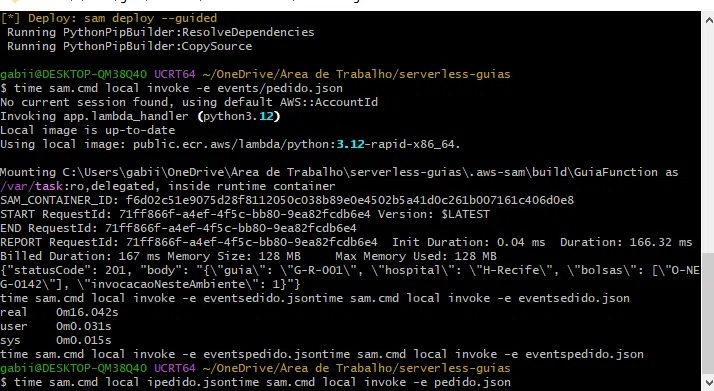 [*] Deploy: sam deploy --guided
Running PythonPipBuilder:ResolveDependencies
Running PythonPipBuilder:CopySource
gabii@DESKTOP-QM38Q4O UCRT64 ~/OneDrive/Área de Trabalho/serverless-guias
$ time sam.cmd local invoke -e events/pedido.json
No current session found, using default AWS::AccountId
Invoking app.lambda_handler (python3.12)
Local image is up-to-date
Using local image: public.ecr.aws/lambda/python:3.12-rapid-x86_64.
Mounting C:\Users\gabii\OneDrive\Área de Trabalho\serverless-guias\.aws-sam\build\GuiaFunction as
/var/task:ro,delegated, inside runtime container
SAM_CONTAINER_ID: f6d02c51e9075d28f8112050c038b89e0e4502b5a41d0c261b007161c406d0e8
START RequestId: 71ff866f-a4ef-4f5c-bb80-9ea82fcdb6e4 Version: $LATEST
END RequestId: 71ff866f-a4ef-4f5c-bb80-9ea82fcdb6e4
REPORT RequestId: 71ff866f-a4ef-4f5c-bb80-9ea82fcdb6e4 Init Duration: 0.04 ms Duration: 166.32 ms
Billed Duration: 167 ms Memory Size: 128 MB Max Memory Used: 128 MB
{"statusCode": 201, "body": "{\"guia\": \"G-R-001\", \"hospital\": \"H-Recife\", \"bolsas\": [\"O-NE
G-0142\"], \"invocacaoNesteAmbiente\": 1}"}
time sam.cmd local invoke -e eventsedido.jsontime sam.cmd local invoke -e eventsedido.json
real 0m16.042s
user 0m0.031s
sys 0m0.015s
time sam.cmd local invoke -e eventspedido.jsontime sam.cmd local invoke -e eventspedido.json
gabii@DESKTOP-QM38Q4O UCRT64 ~/OneDrive/Área de Trabalho/serverless-guias
$ time sam.cmd local ipedido.jsontime sam.cmd local invoke -e pedido.json